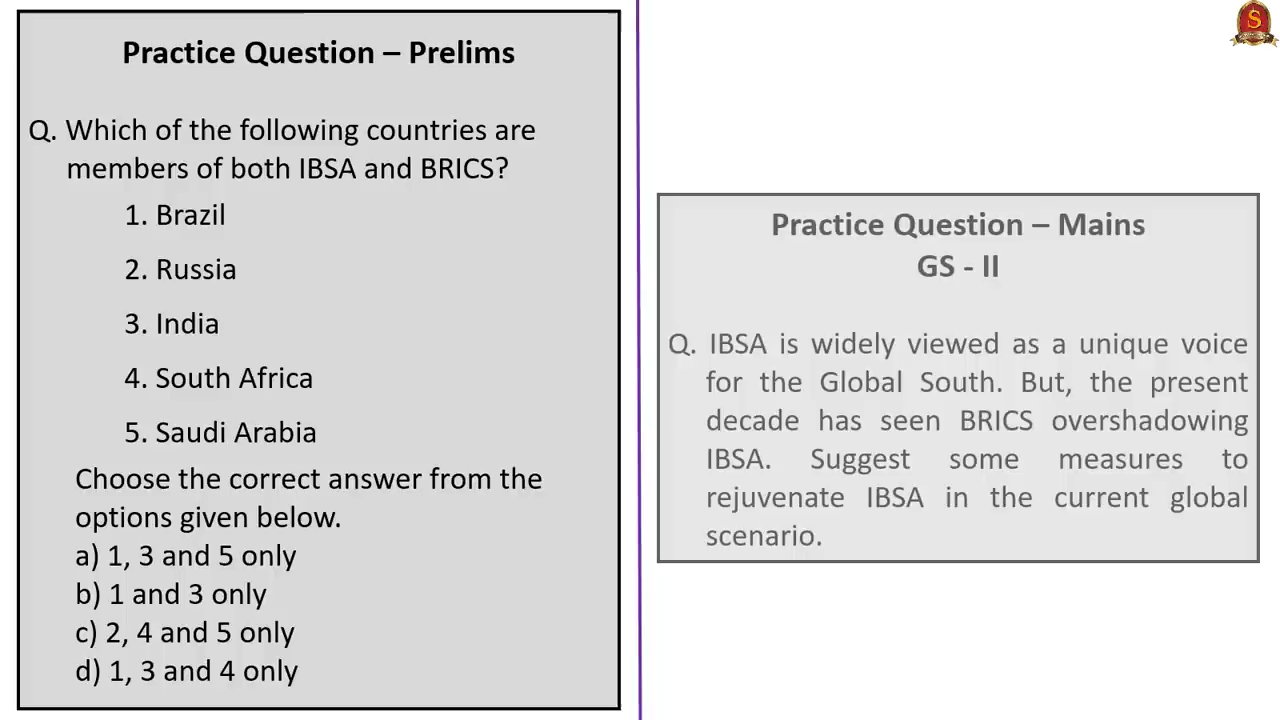 Practice Question – Prelims
Q. Which of the following countries are
members of both IBSA and BRICS?
1. Brazil
2. Russia
3. India
4. South Africa
5. Saudi Arabia
Choose the correct answer from the
options given below.
a) 1, 3 and 5 only
b) 1 and 3 only
c) 2, 4 and 5 only
d) 1, 3 and 4 only
S
Practice Question – Mains
GS - II
Q. IBSA is widely viewed as a unique voice
for the Global South. But, the present
decade has seen BRICS overshadowing
IBSA. Suggest some measures to
rejuvenate IBSA in the current global
scenario.